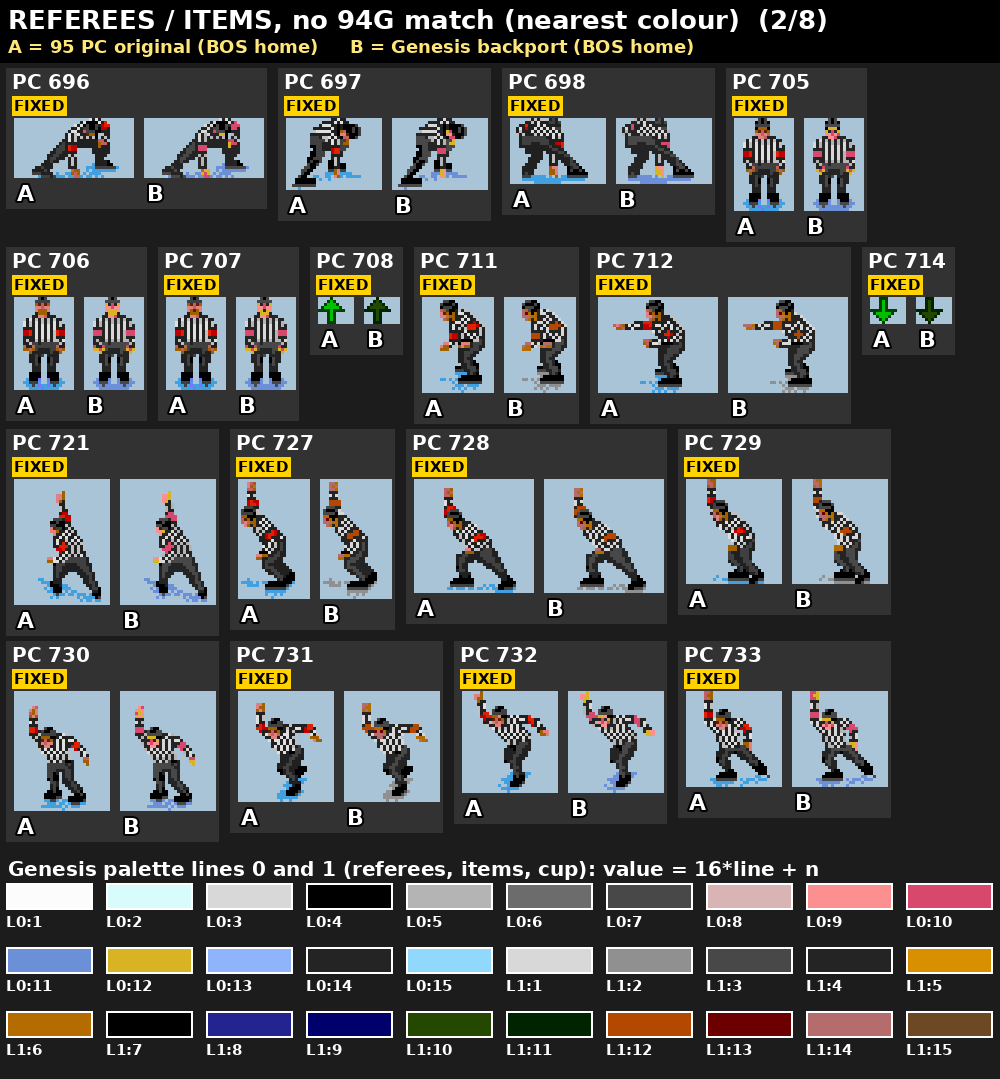 REFEREES / ITEMS, no 94G match (nearest colour)  (2/8)
A = 95 PC original (BOS home)     B = Genesis backport (BOS home)
PC 696 PC 697 PC 698 PC 705
FIXED FIXED FIXED FIXED
A B A B A B A B
PC 706 PC 707 PC 708 PC 711 PC 712 PC 714
FIXED FIXED FIXED FIXED FIXED FIXED
A B A B A B A B A B A B
PC 721 PC 727 PC 728 PC 729
FIXED FIXED FIXED FIXED
A B A B A B A B
PC 730 PC 731 PC 732 PC 733
FIXED FIXED FIXED FIXED
A B A B A B A B
Genesis palette lines 0 and 1 (referees, items, cup): value = 16*line + n
L0:1 L0:2 L0:3 L0:4 L0:5 L0:6 L0:7 L0:8 L0:9 L0:10
L0:11 L0:12 L0:13 L0:14 L0:15 L1:1 L1:2 L1:3 L1:4 L1:5
L1:6 L1:7 L1:8 L1:9 L1:10 L1:11 L1:12 L1:13 L1:14 L1:15